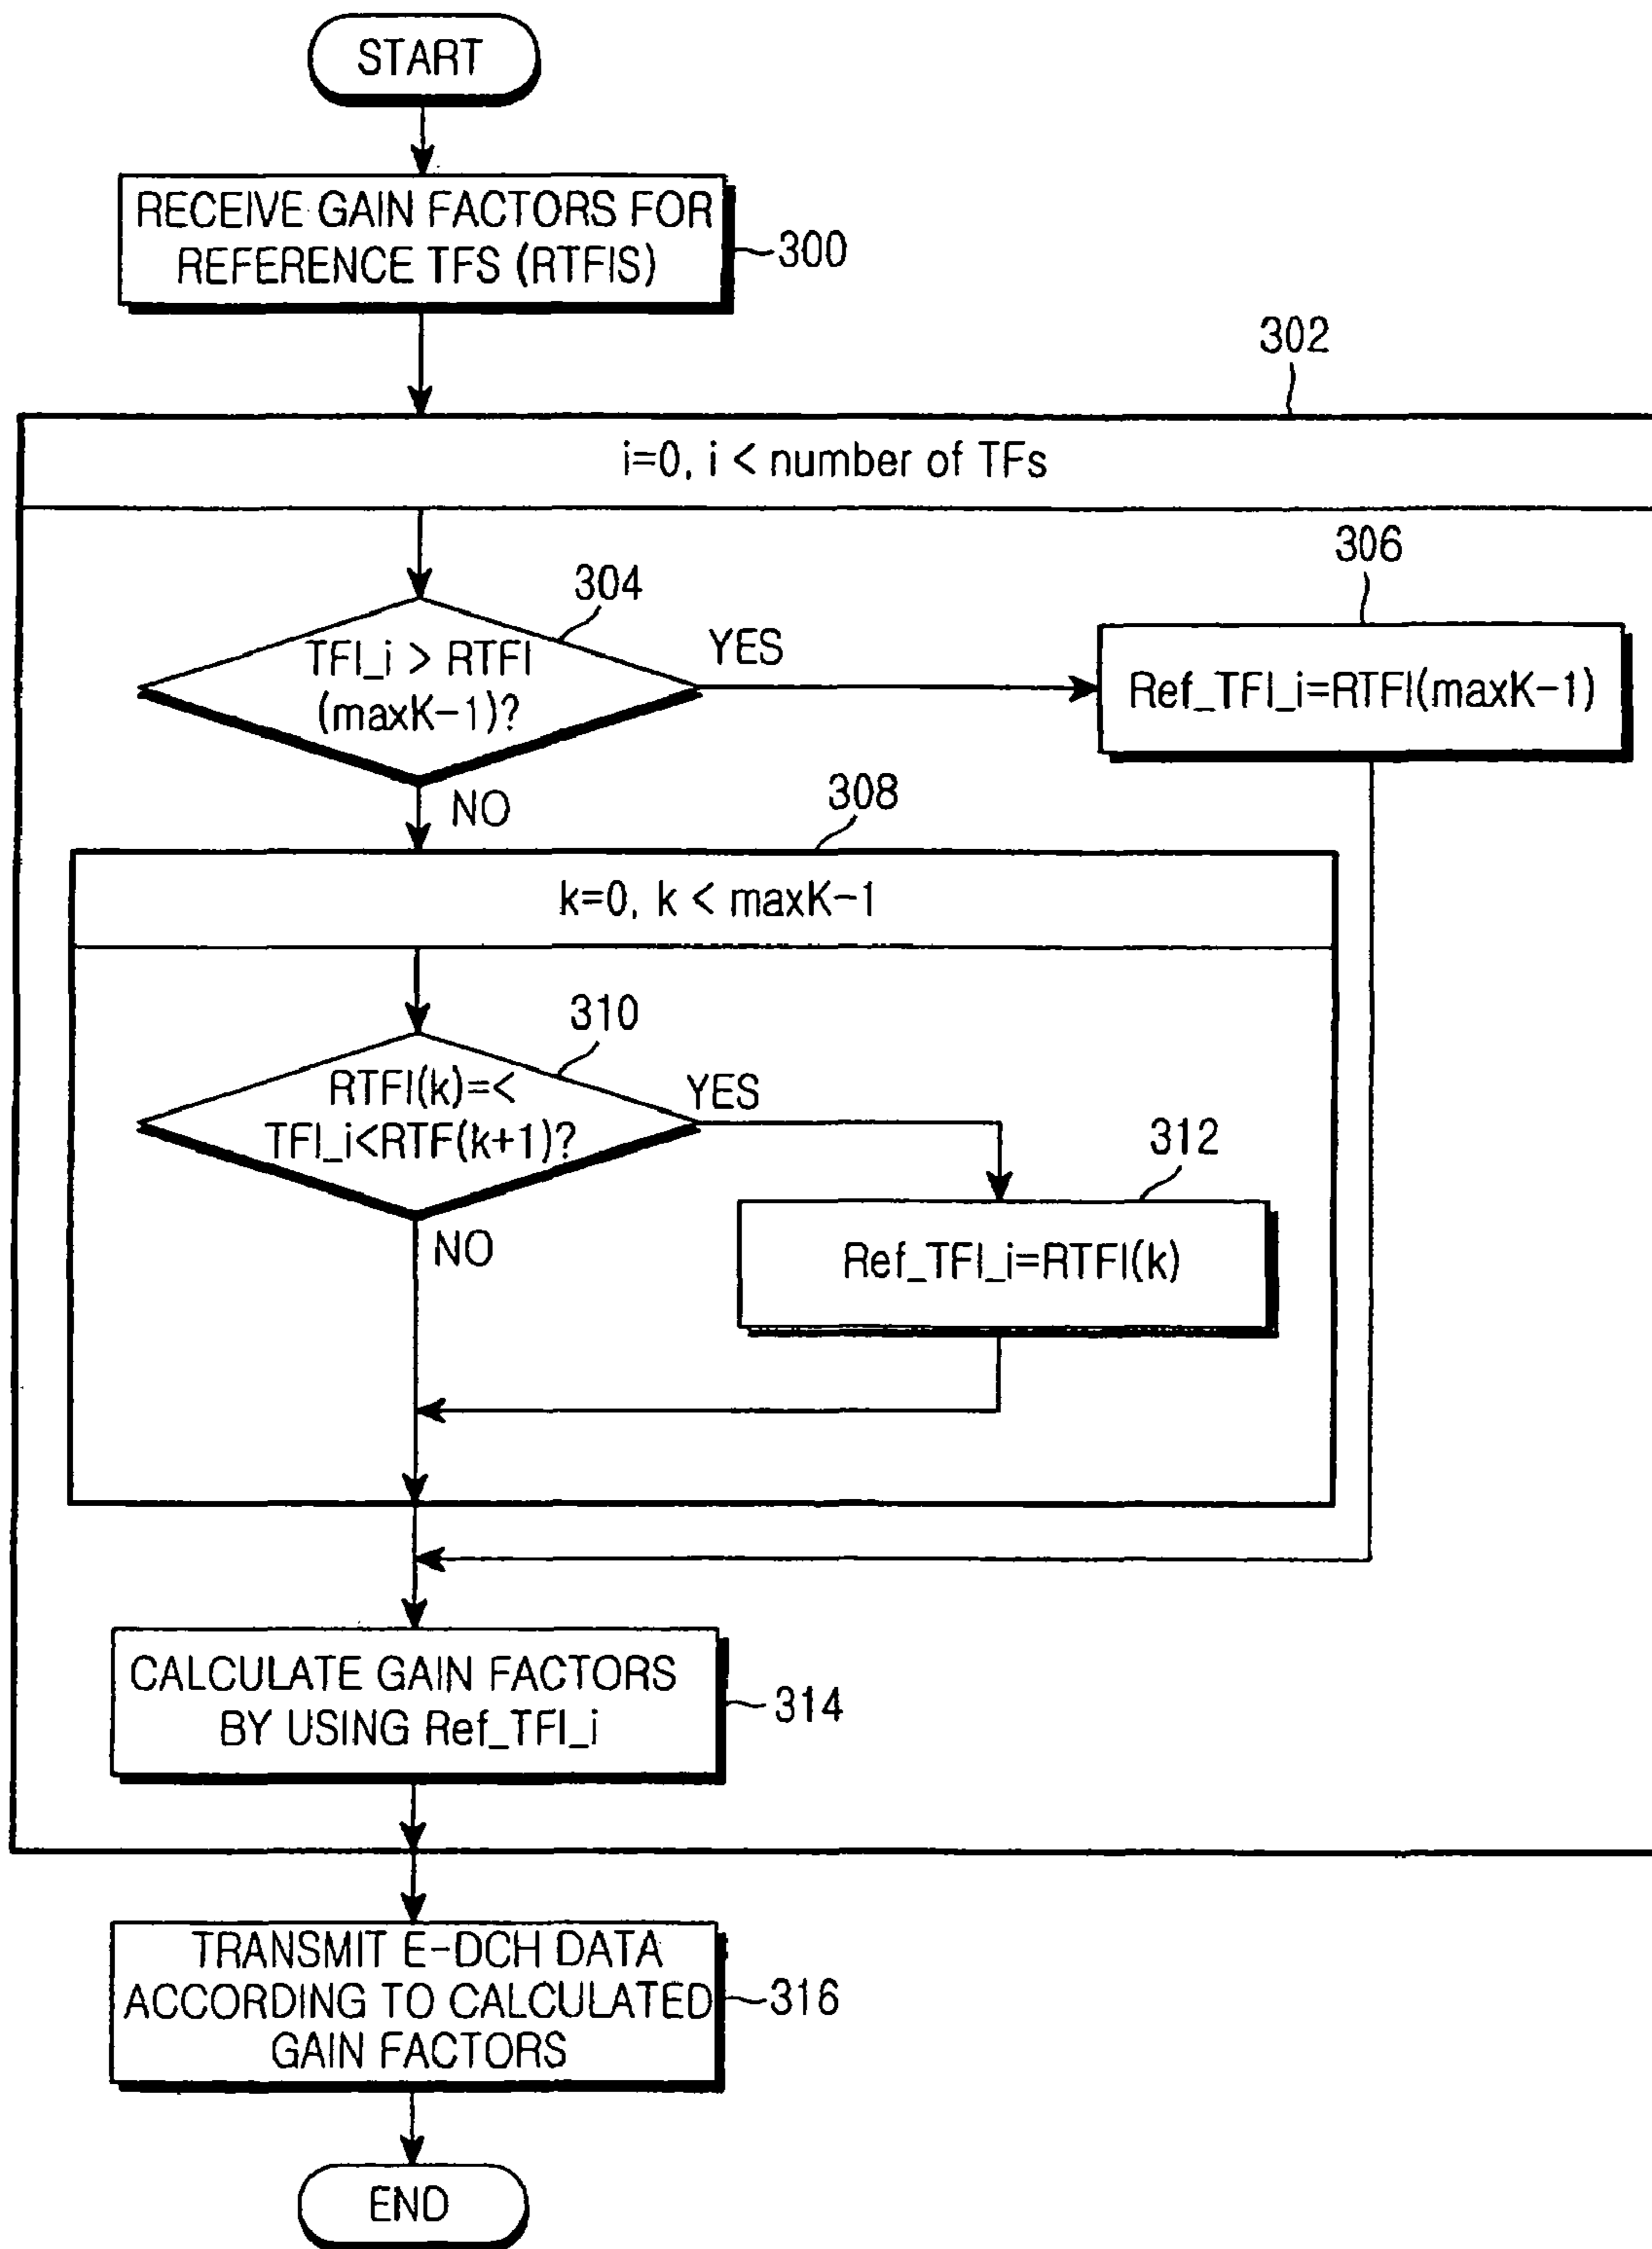 START
RECEIVE GAIN FACTORS FOR
REFERENCE TFS (RTFIS)
300
302
i=0, i < number of TFs
304
306
TFI_i > RTFI
(maxK-1)?
YES
Ref_TFI_i=RTFI(maxK-1)
NO
308
k=0, k < maxK-1
310
RTFI(k)=<
TFI_i<RTF(k+1)?
YES
312
NO
Ref_TFI_i=RTFI(k)
CALCULATE GAIN FACTORS
BY USING Ref_TFI_i
314
TRANSMIT E-DCH DATA
ACCORDING TO CALCULATED
GAIN FACTORS
316
END